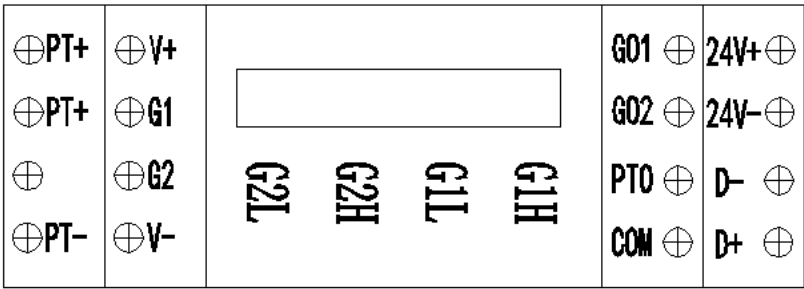 PT+ V+ GO1 24V+
PT+ G1 GO2 24V-
G2 PTO D-
PT- V- COM D+
G2L G2H G1L G1H